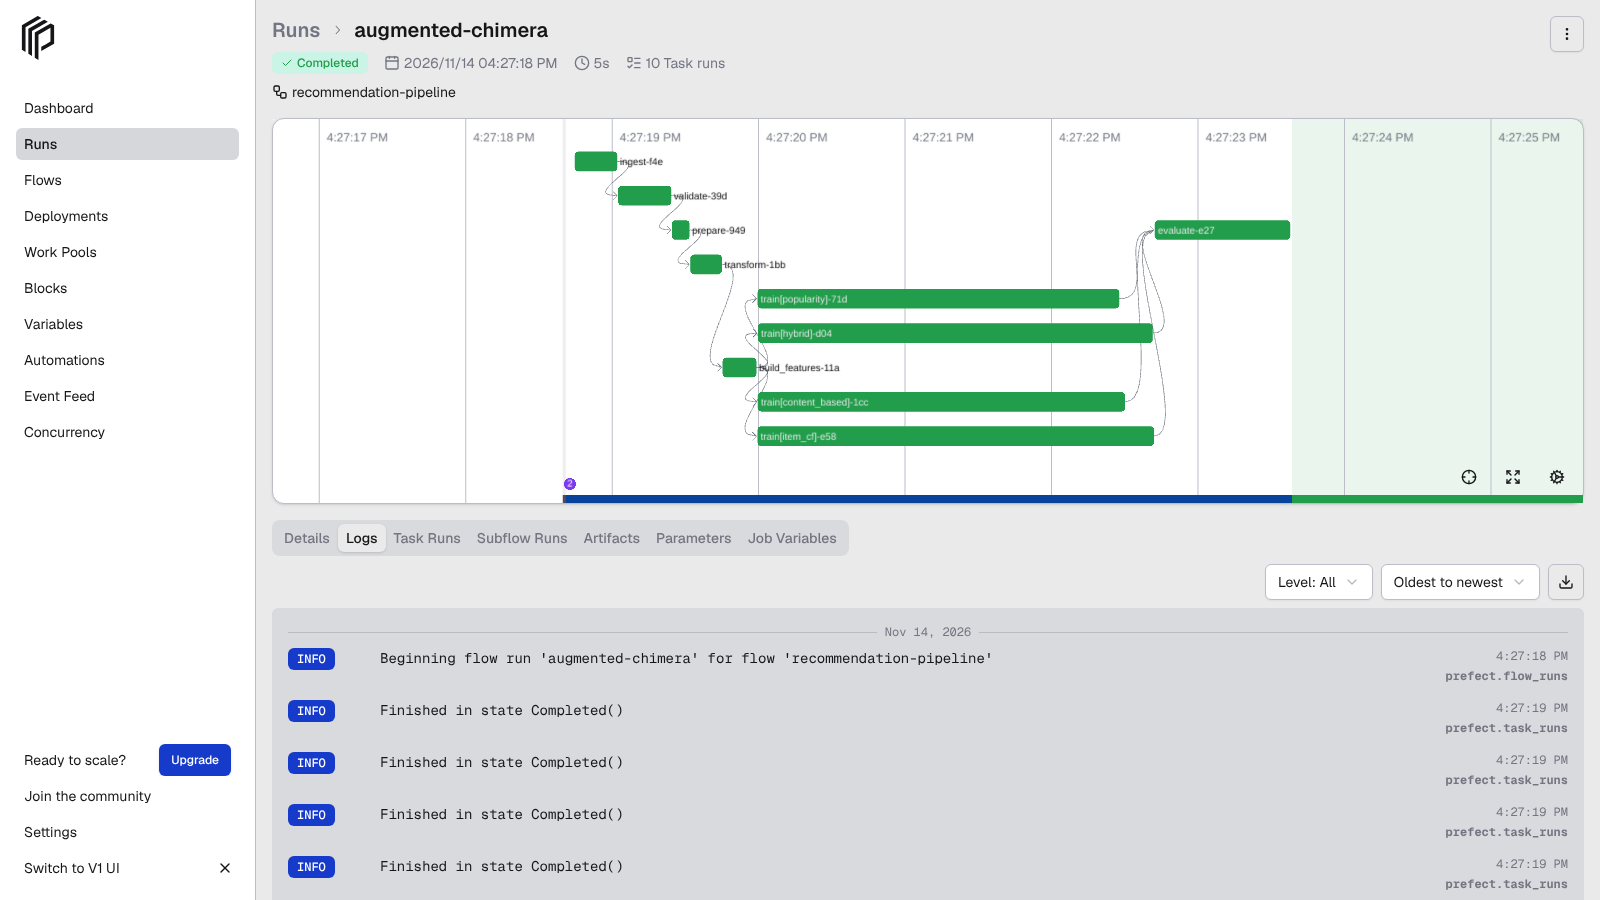 Runs
augmented-chimera
Completed
2026/11/14 04:27:18 PM
5s
10 Task runs
recommendation-pipeline
Dashboard
Runs
Flows
Deployments
Work Pools
Blocks
Variables
Automations
Event Feed
Concurrency
Ready to scale?
Upgrade
Join the community
Settings
Switch to V1 UI
4:27:17 PM
4:27:18 PM
4:27:19 PM
4:27:20 PM
4:27:21 PM
4:27:22 PM
4:27:23 PM
4:27:24 PM
4:27:25 PM
ingest-f4e
validate-39d
prepare-949
evaluate-e27
transform-1bb
train[popularity]-71d
train[hybrid]-d04
build_features-11a
train[content_based]-1cc
train[item_cf]-e58
2
Details
Logs
Task Runs
Subflow Runs
Artifacts
Parameters
Job Variables
Level: All
Oldest to newest
Nov 14, 2026
INFO
Beginning flow run 'augmented-chimera' for flow 'recommendation-pipeline'
4:27:18 PM
prefect.flow_runs
INFO
Finished in state Completed()
4:27:19 PM
prefect.task_runs
INFO
Finished in state Completed()
4:27:19 PM
prefect.task_runs
INFO
Finished in state Completed()
4:27:19 PM
prefect.task_runs
INFO
Finished in state Completed()
4:27:19 PM
prefect.task_runs